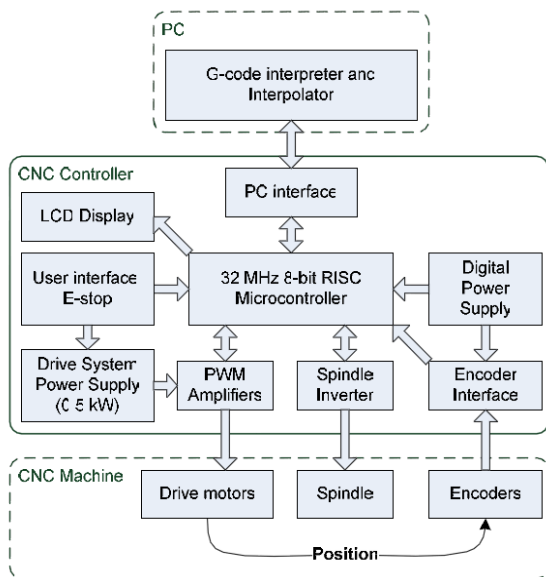 PC
G-code interpreter anc
Interpolator
CNC Controller
PC interface
LCD Display
User interface
E-stop
32 MHz 8-bit RISC
Microcontroller
Digital
Power
Supply
Drive System
Power Supply
(C 5 kW)
PWM
Amplifiers
Spindle
Inverter
Encoder
Interface
CNC Machine
Drive motors
Spindle
Encoders
Position